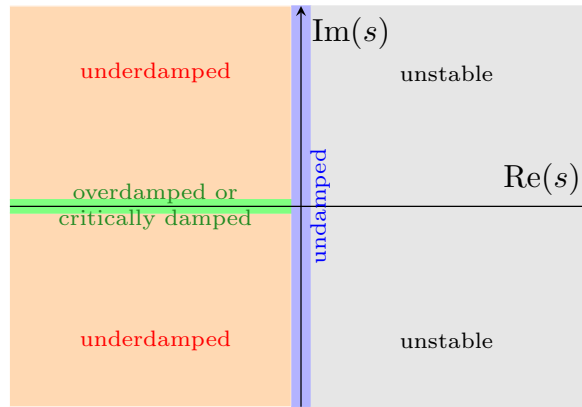 Im(s)
underdamped
unstable
undamped
Re(s)
overdamped or
critically damped
underdamped
unstable